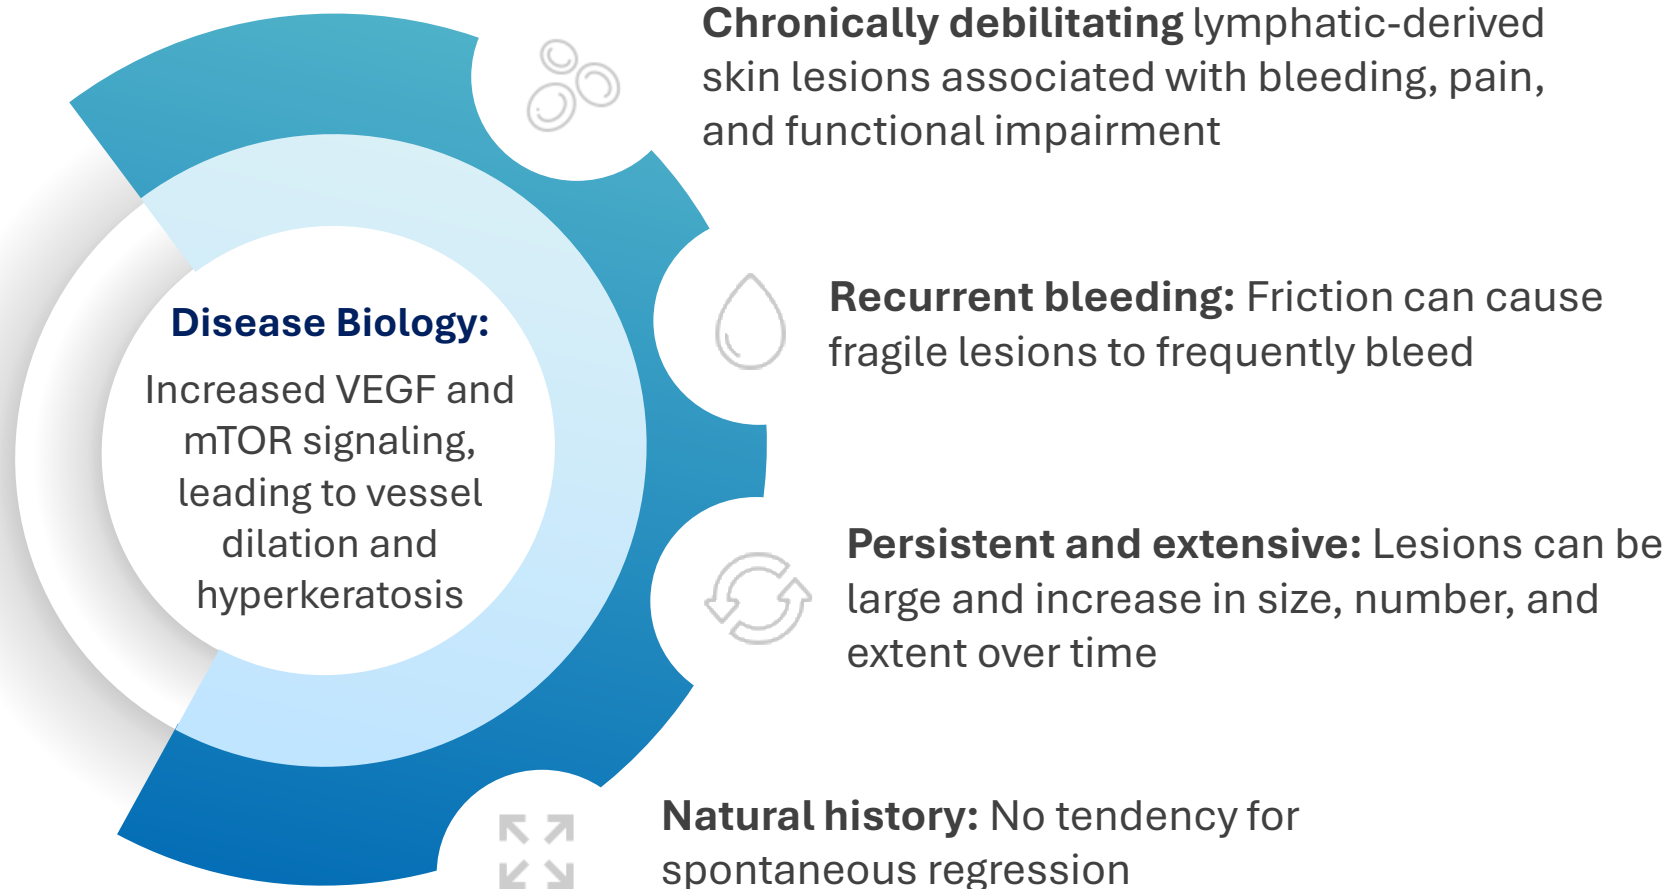 Chronically debilitating lymphatic-derived
skin lesions associated with bleeding, pain,
and functional impairment
Disease Biology:
Increased VEGF and
mTOR signaling,
leading to vessel
dilation and
hyperkeratosis
Recurrent bleeding: Friction can cause
fragile lesions to frequently bleed
Persistent and extensive: Lesions can be
large and increase in size, number, and
extent over time
Natural history: No tendency for
spontaneous regression